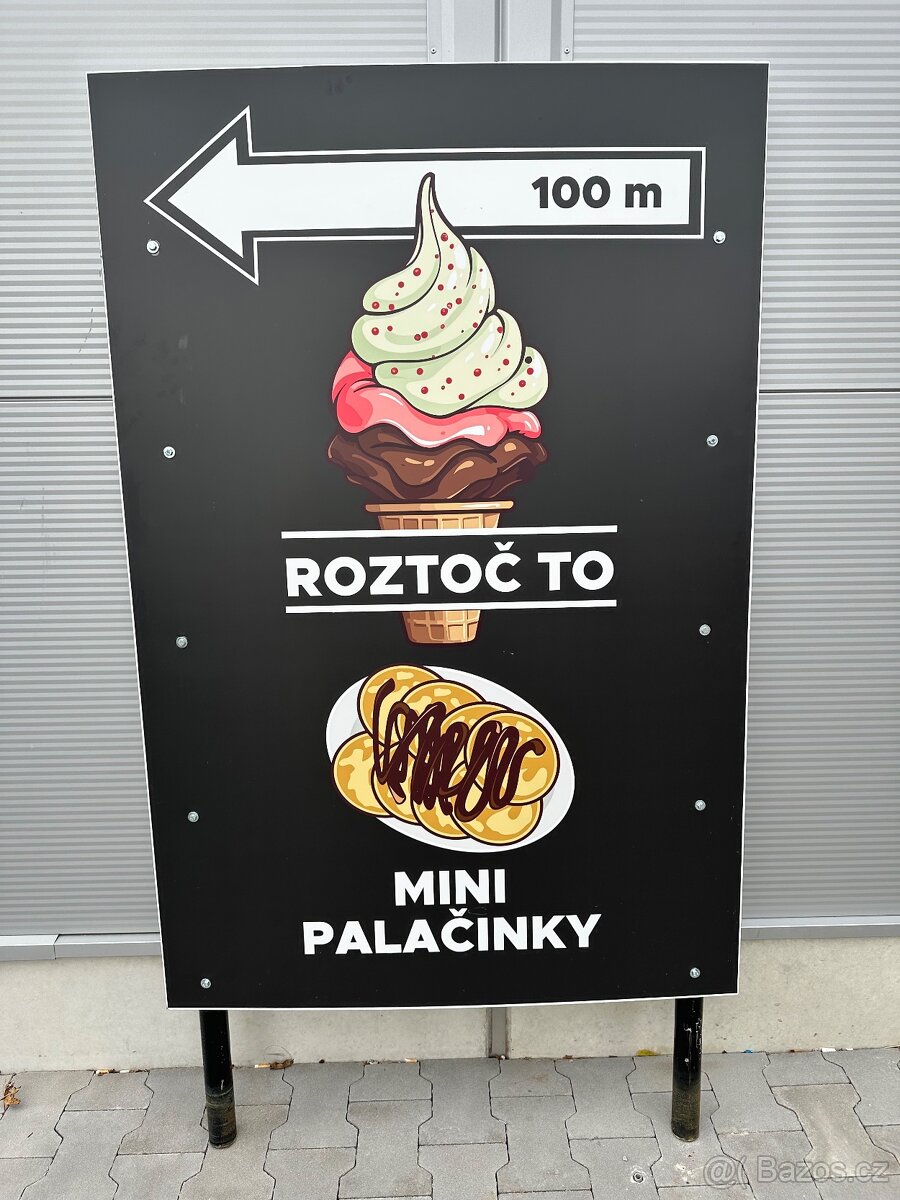 100 m
ROZTOČ TO
MINI
PALAČINKY
@( Bazos.cz